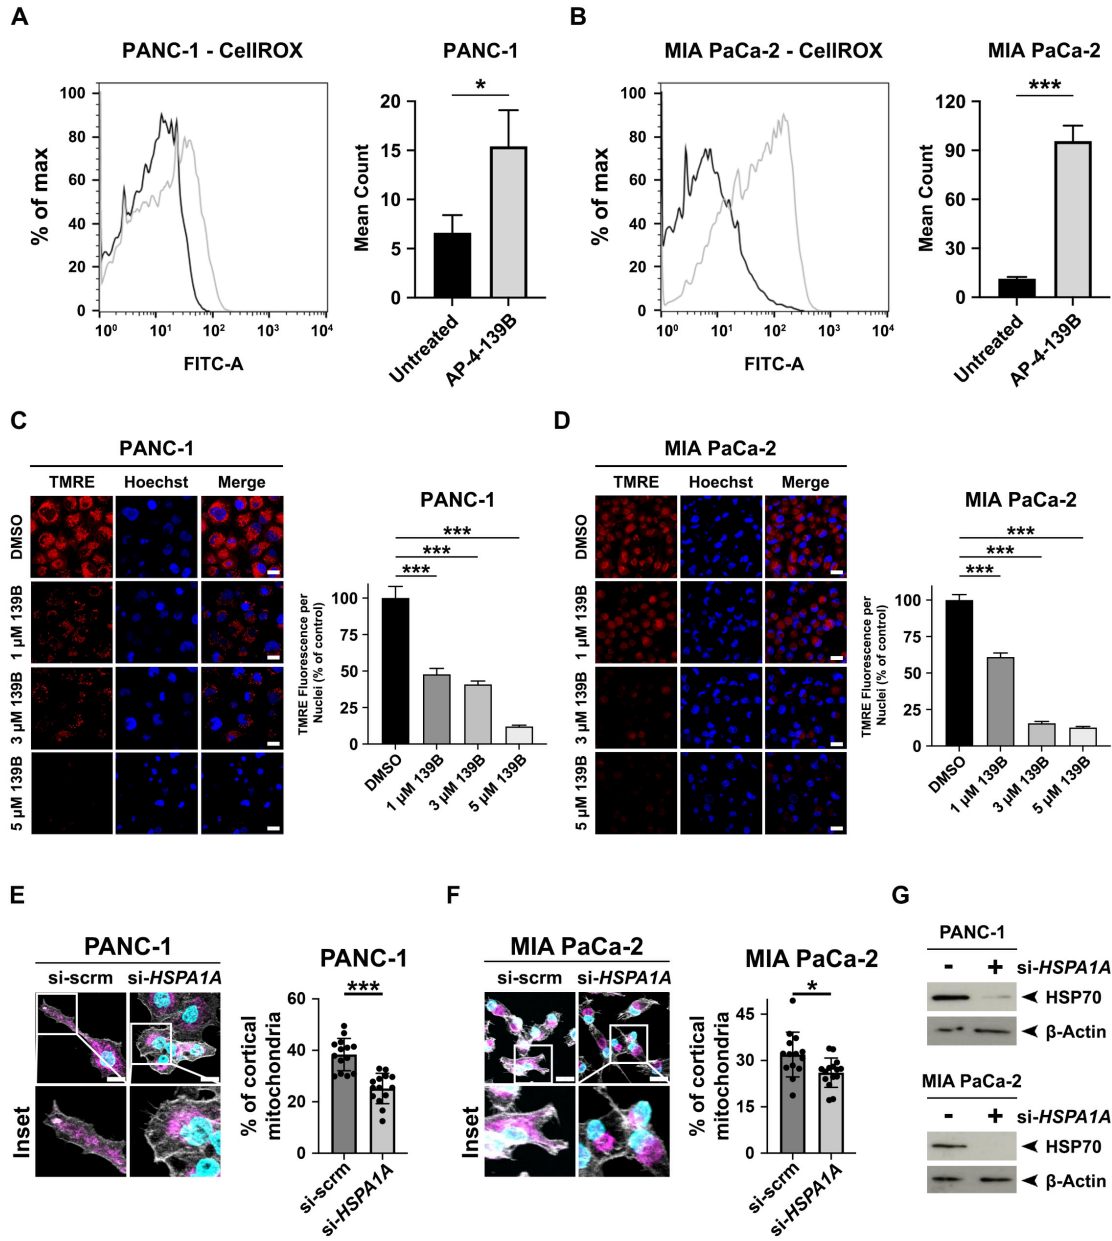 A
PANC-1 - CellROX
% of max
100
80
60
40
20
0
10⁰ 10¹ 10² 10³ 10⁴
FITC-A
PANC-1
Mean Count
20
15
10
5
0
*
Untreated
AP-4-139B
B
MIA PaCa-2 - CellROX
% of max
100
80
60
40
20
0
10⁰ 10¹ 10² 10³ 10⁴
FITC-A
MIA PaCa-2
Mean Count
120
90
60
30
0
***
Untreated
AP-4-139B
C
PANC-1
TMRE Hoechst Merge
DMSO
1 µM 139B
3 µM 139B
5 µM 139B
PANC-1
TMRE Fluorescence per
Nuclei (% of control)
***
***
***
100
75
50
25
0
DMSO
1 µM 139B
3 µM 139B
5 µM 139B
D
MIA PaCa-2
TMRE Hoechst Merge
DMSO
1 µM 139B
3 µM 139B
5 µM 139B
MIA PaCa-2
TMRE Fluorescence per
Nuclei (% of control)
***
***
***
100
75
50
25
0
DMSO
1 µM 139B
3 µM 139B
5 µM 139B
E
PANC-1
si-scrm si-HSPA1A
Inset
PANC-1
% of cortical
mitochondria
***
60
40
20
0
si-scrm
si-HSPA1A
F
MIA PaCa-2
si-scrm si-HSPA1A
Inset
MIA PaCa-2
% of cortical
mitochondria
*
45
30
15
0
si-scrm
si-HSPA1A
G
PANC-1
- + si-HSPA1A
HSP70
β-Actin
MIA PaCa-2
- + si-HSPA1A
HSP70
β-Actin